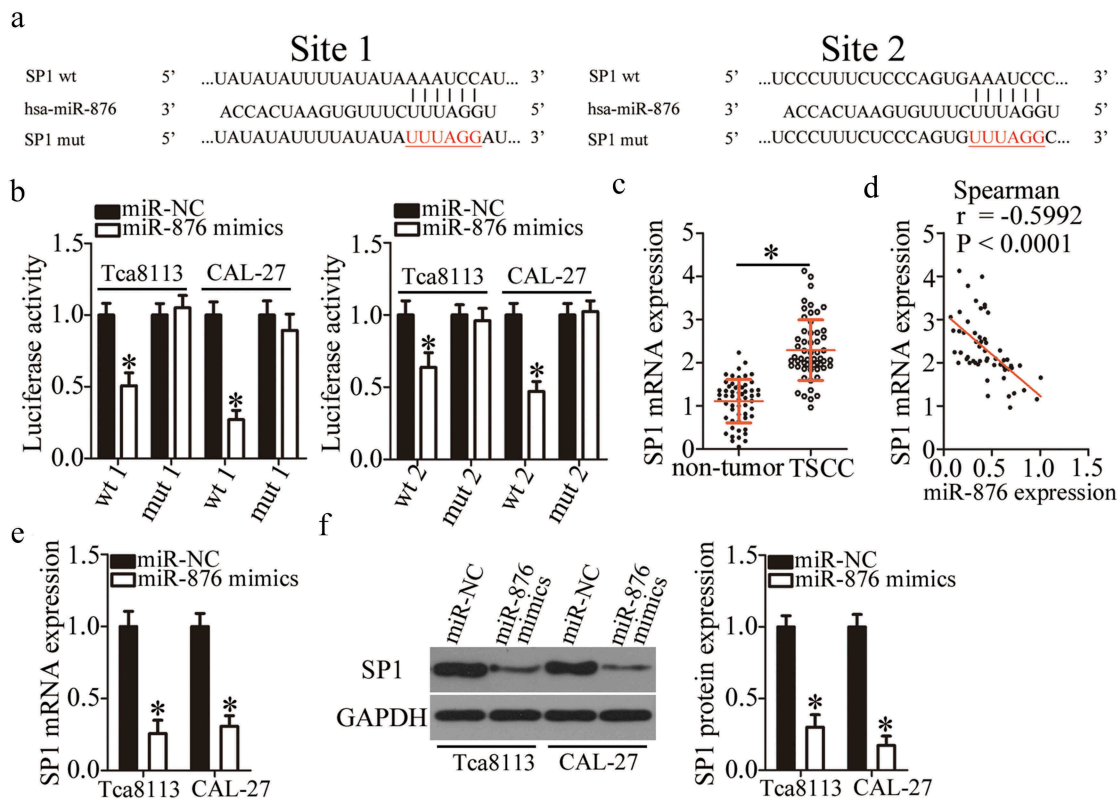 a
Site 1
SP1 wt 5’ ...UAUAUAUUUUAUAUAAAAUCCAU... 3’
hsa-miR-876 3’ ACCACUAAGUGUUUCUUUAGGU 5’
SP1 mut 5’ ...UAUAUAUUUUAUAUAUUUAGGAU... 3’
Site 2
SP1 wt 5’ ...UCCCUUUCUCCCAGUGAAAUCCC... 3’
hsa-miR-876 3’ ACCACUAAGUGUUUCUUUAGGU 5’
SP1 mut 5’ ...UCCCUUUCUCCCAGUGUUUAGGC... 3’
b
miR-NC
miR-876 mimics
Luciferase activity
1.5
1.0
0.5
0.0
Tca8113
CAL-27
*
*
wt 1
mut 1
wt 1
mut 1
miR-NC
miR-876 mimics
Luciferase activity
1.5
1.0
0.5
0.0
Tca8113
CAL-27
*
*
wt 2
mut 2
wt 2
mut 2
c
SP1 mRNA expression
5
4
3
2
1
0
*
non-tumor
TSCC
d
Spearman
r = -0.5992
P < 0.0001
SP1 mRNA expression
5
4
3
2
1
0
0.0
0.5
1.0
1.5
miR-876 expression
e
miR-NC
miR-876 mimics
SP1 mRNA expression
1.5
1.0
0.5
0.0
*
*
Tca8113
CAL-27
f
miR-NC
miR-876
mimics
miR-NC
miR-876
mimics
SP1
GAPDH
Tca8113
CAL-27
miR-NC
miR-876 mimics
SP1 protein expression
1.5
1.0
0.5
0.0
*
*
Tca8113
CAL-27